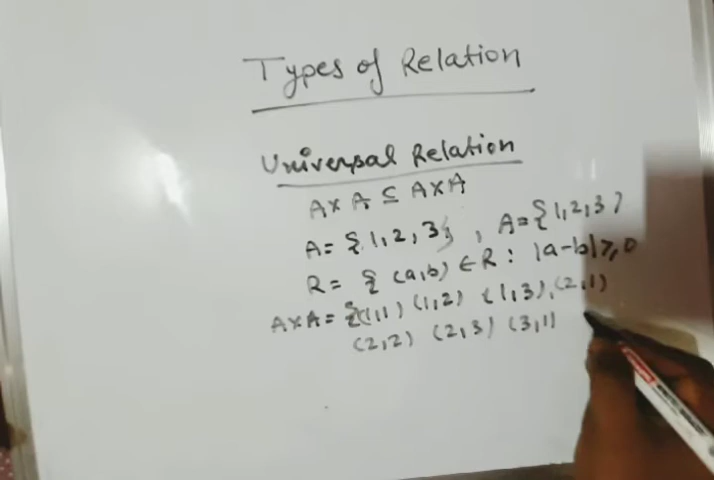 Types of Relation
Universal Relation
A×A ⊆ A×A
A= {1,2,3} , A={1,2,3}
R= { (a,b) ∈ R : |a-b| ≥ 0
A×A = {(1,1) (1,2) (1,3), (2,1)
(2,2) (2,3) (3,1)